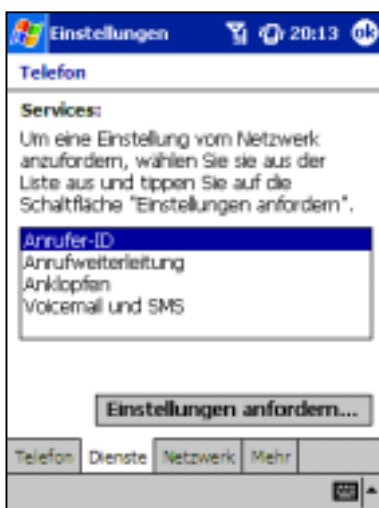 Einstellungen 20:13 ok
Telefon
Services:
Um eine Einstellung vom Netzwerk
anzufordern, wählen Sie sie aus der
Liste aus und tippen Sie auf die
Schaltfläche "Einstellungen anfordern".
Anrufer-ID
Anrufweiterleitung
Anklopfen
Voicemail und SMS
Einstellungen anfordern...
Telefon Dienste Netzwerk Mehr